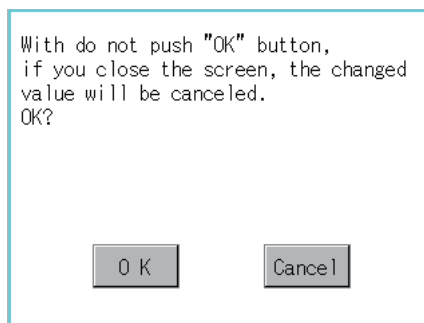 With do not push "OK" button,
if you close the screen, the changed
value will be canceled.
OK?
O K
Cancel